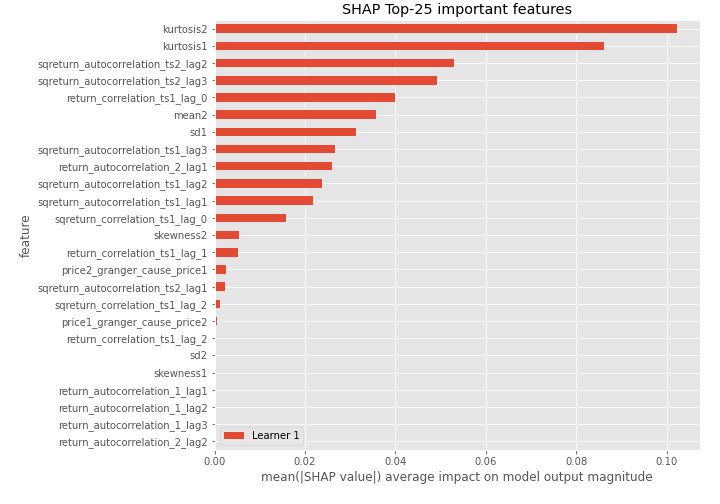 SHAP Top-25 important features
kurtosis2
kurtosis1
sqreturn_autocorrelation_ts2_lag2
sqreturn_autocorrelation_ts2_lag3
return_correlation_ts1_lag_0
mean2
sd1
sqreturn_autocorrelation_ts1_lag3
return_autocorrelation_2_lag1
sqreturn_autocorrelation_ts1_lag2
sqreturn_autocorrelation_ts1_lag1
sqreturn_correlation_ts1_lag_0
skewness2
return_correlation_ts1_lag_1
price2_granger_cause_price1
sqreturn_autocorrelation_ts2_lag1
sqreturn_correlation_ts1_lag_2
price1_granger_cause_price2
return_correlation_ts1_lag_2
sd2
skewness1
return_autocorrelation_1_lag1
return_autocorrelation_1_lag2
return_autocorrelation_1_lag3
return_autocorrelation_2_lag2
feature
Learner 1
0.00 0.02 0.04 0.06 0.08 0.10
mean(|SHAP value|) average impact on model output magnitude